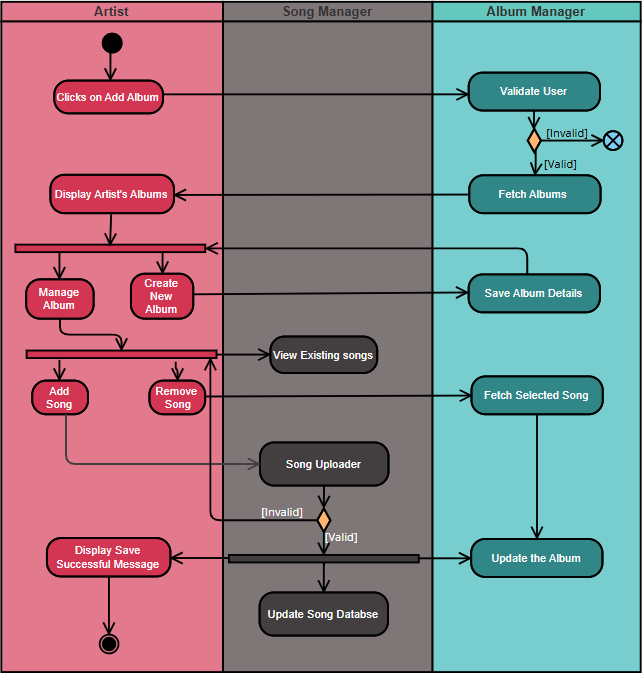 Artist
Song Manager
Album Manager
Clicks on Add Album
Validate User
[Invalid]
[Valid]
Display Artist's Albums
Fetch Albums
Manage
Album
Create
New
Album
Save Album Details
View Existing songs
Add
Song
Remove
Song
Fetch Selected Song
Song Uploader
[Invalid]
[Valid]
Display Save
Successful Message
Update the Album
Update Song Databse